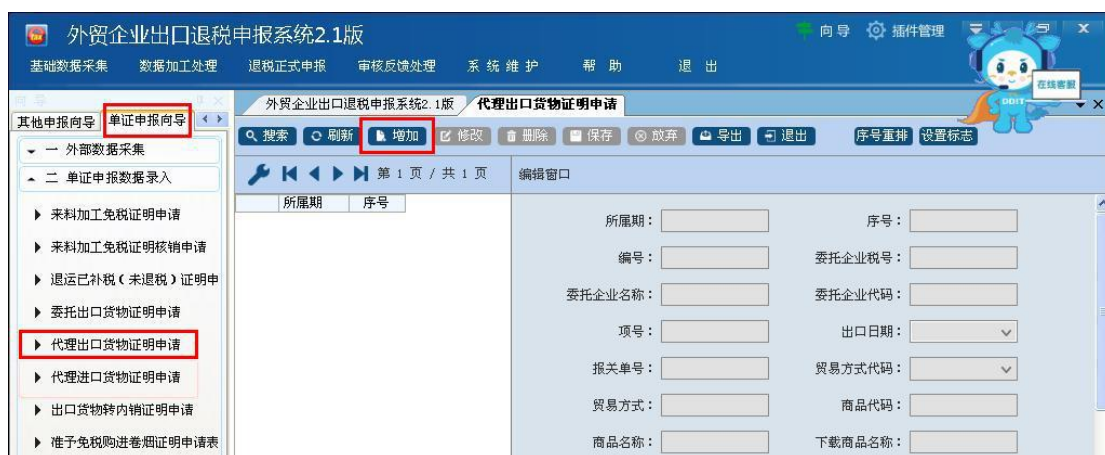 外贸企业出口退税申报系统2.1版 向导 插件管理
基础数据采集 数据加工处理 退税正式申报 审核反馈处理 系统维护 帮助 退出
在线客服
DDIT
向导
外贸企业出口退税申报系统2.1版 代理出口货物证明申请
其他申报向导 单证申报向导
搜索 刷新 增加 修改 删除 保存 放弃 导出 退出 序号重排 设置标志
一 外部数据采集
二 单证申报数据录入
第 1 页 / 共 1 页 编辑窗口
所属期 序号
来料加工免税证明申请
来料加工免税证明核销申请
退运已补税(未退税)证明申
委托出口货物证明申请
代理出口货物证明申请
代理进口货物证明申请
出口货物转内销证明申请
准予免税购进卷烟证明申请表
所属期: 序号:
编号: 委托企业税号:
委托企业名称: 委托企业代码:
项号: 出口日期:
报关单号: 贸易方式代码:
贸易方式: 商品代码:
商品名称: 下载商品名称: